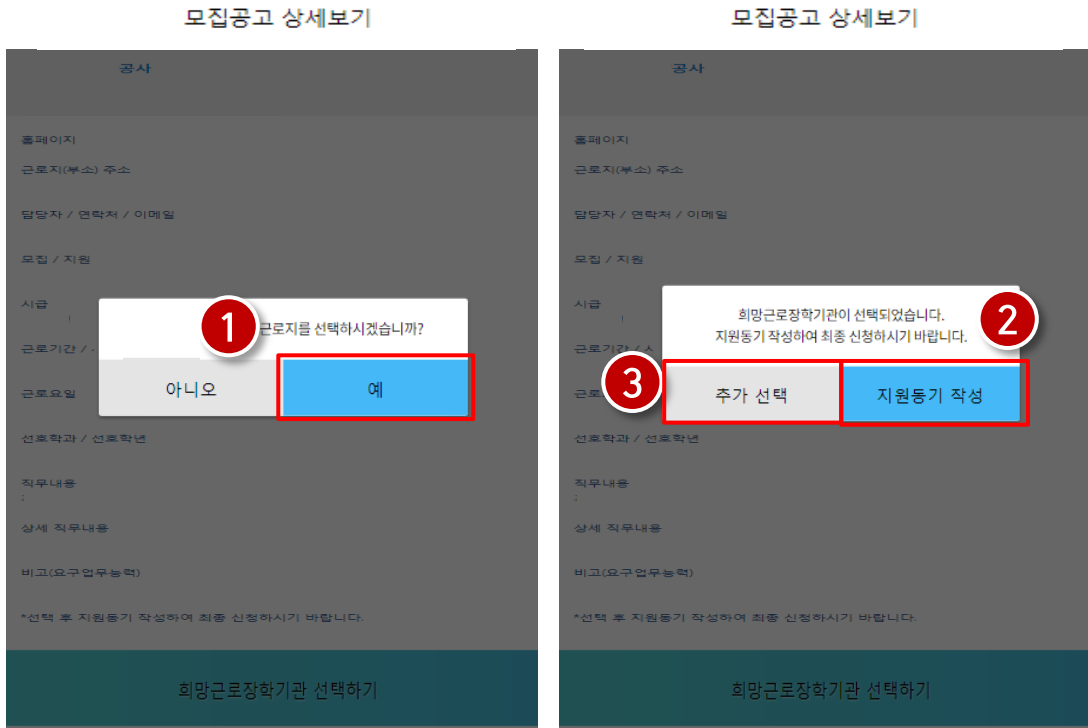 모집공고 상세보기
공사
홈페이지
근로지(부소) 주소
담당자 / 연락처 / 이메일
모집 / 지원
시급
1 근로지를 선택하시겠습니까?
근로기간 /
아니오 예
근로요일
선호학과 / 선호학년
직무내용
:
상세 직무내용
비고(요구업무능력)
*선택 후 지원동기 작성하여 최종 신청하시기 바랍니다.
희망근로장학기관 선택하기
모집공고 상세보기
공사
홈페이지
근로지(부소) 주소
담당자 / 연락처 / 이메일
모집 / 지원
시급
희망근로장학기관이 선택되었습니다.
2
지원동기 작성하여 최종 신청하시기 바랍니다.
근로기간 /
3 추가 선택 지원동기 작성
선호학과 / 선호학년
직무내용
:
상세 직무내용
비고(요구업무능력)
*선택 후 지원동기 작성하여 최종 신청하시기 바랍니다.
희망근로장학기관 선택하기